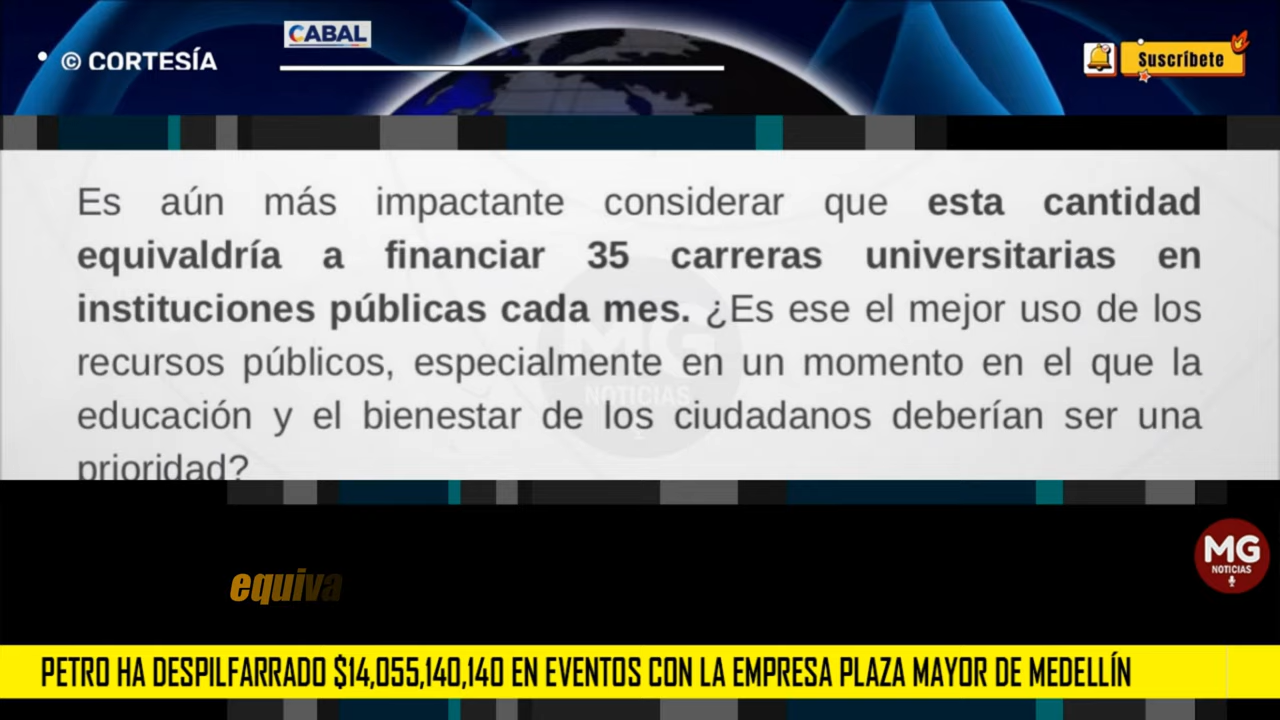 © CORTESÍA
CABAL
Suscríbete
Es aún más impactante considerar que esta cantidad
equivaldría a financiar 35 carreras universitarias en
instituciones públicas cada mes. ¿Es ese el mejor uso de los
recursos públicos, especialmente en un momento en el que la
educación y el bienestar de los ciudadanos deberían ser una
prioridad?
MG
NOTICIAS
equiva
MG
NOTICIAS
PETRO HA DESPILFARRADO $14,055,140,140 EN EVENTOS CON LA EMPRESA PLAZA MAYOR DE MEDELLÍN